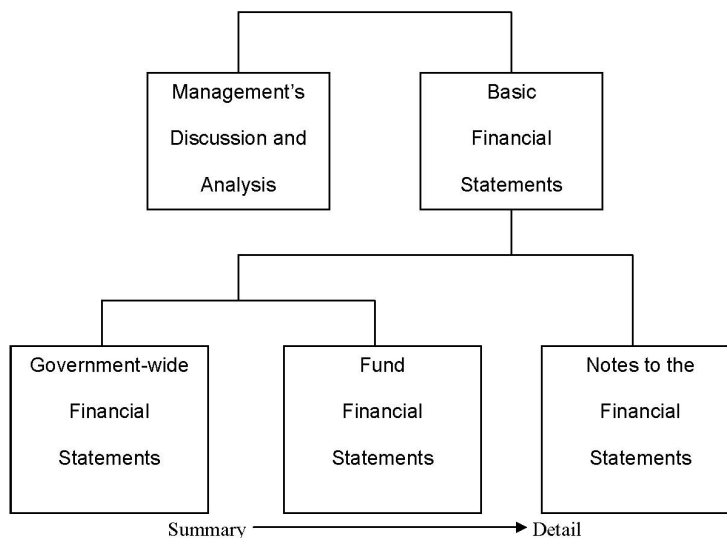 Management's
Discussion and
Analysis
Basic
Financial
Statements
Government-wide
Financial
Statements
Fund
Financial
Statements
Notes to the
Financial
Statements
Summary
Detail